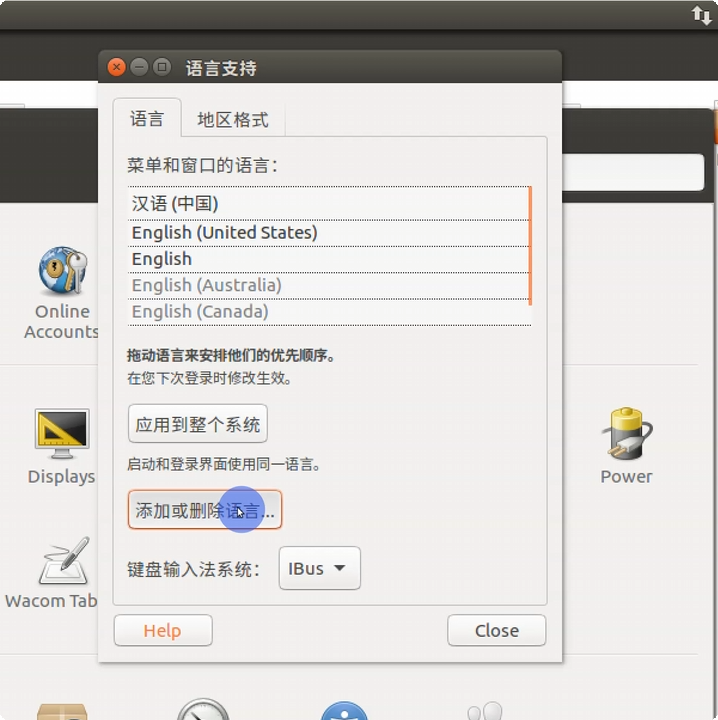 语言支持
语言
地区格式
菜单和窗口的语言：
汉语 (中国)
English (United States)
English
English (Australia)
English (Canada)
拖动语言来安排他们的优先顺序。
在您下次登录时修改生效。
应用到整个系统
启动和登录界面使用同一语言。
添加或删除语言...
键盘输入法系统：
IBus
Help
Close
Online
Accounts
Displays
Power
Wacom Tab